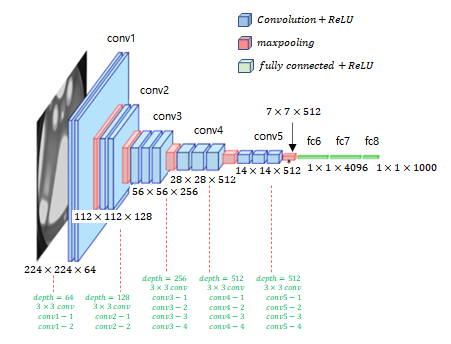 Convolution + ReLU
maxpooling
fully connected + ReLU
conv1
conv2
conv3
conv4
conv5
7 × 7 × 512
fc6 fc7 fc8
224 × 224 × 64
112 × 112 × 128
56 × 56 × 256
28 × 28 × 512
14 × 14 × 512
1 × 1 × 4096
1 × 1 × 1000
depth = 64
3 × 3 conv
conv1 − 1
conv1 − 2
depth = 128
3 × 3 conv
conv2 − 1
conv2 − 2
depth = 256
3 × 3 conv
conv3 − 1
conv3 − 2
conv3 − 3
conv3 − 4
depth = 512
3 × 3 conv
conv4 − 1
conv4 − 2
conv4 − 3
conv4 − 4
depth = 512
3 × 3 conv
conv5 − 1
conv5 − 2
conv5 − 3
conv5 − 4